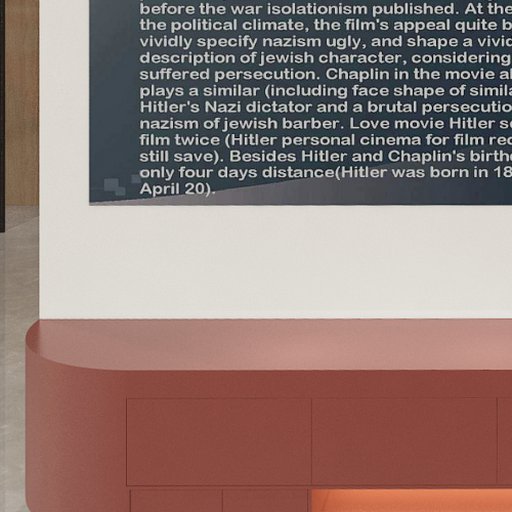 before the war isolationism published. At the
the political climate, the film's appeal quite b
vividly specify nazism ugly, and shape a vivid
description of jewish character, considering
suffered persecution. Chaplin in the movie al
plays a similar (including face shape of simila
Hitler's Nazi dictator and a brutal persecutio
nazism of jewish barber. Love movie Hitler s
film twice (Hitler personal cinema for film rec
still save). Besides Hitler and Chaplin's birth
only four days distance(Hitler was born in 18
April 20).